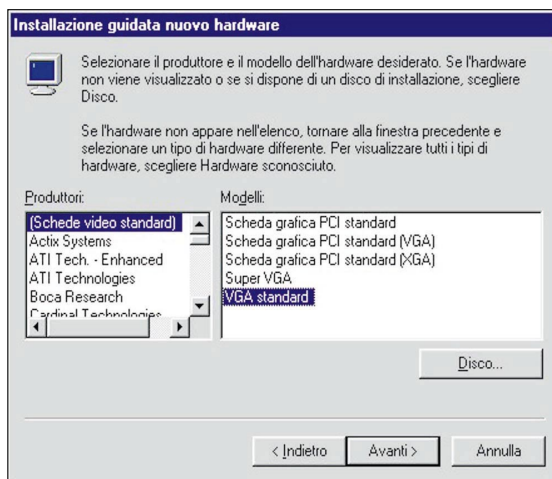 Installazione guidata nuovo hardware
Selezionare il produttore e il modello dell'hardware desiderato. Se l'hardware
non viene visualizzato o se si dispone di un disco di installazione, scegliere
Disco.
Se l'hardware non appare nell'elenco, tornare alla finestra precedente e
selezionare un tipo di hardware differente. Per visualizzare tutti i tipi di
hardware, scegliere Hardware sconosciuto.
Produttori:
(Schede video standard)
Actix Systems
ATI Tech. - Enhanced
ATI Technologies
Boca Research
Cardinal Technologies
Modelli:
Scheda grafica PCI standard
Scheda grafica PCI standard (VGA)
Scheda grafica PCI standard (XGA)
Super VGA
VGA standard
Disco...
< Indietro
Avanti >
Annulla